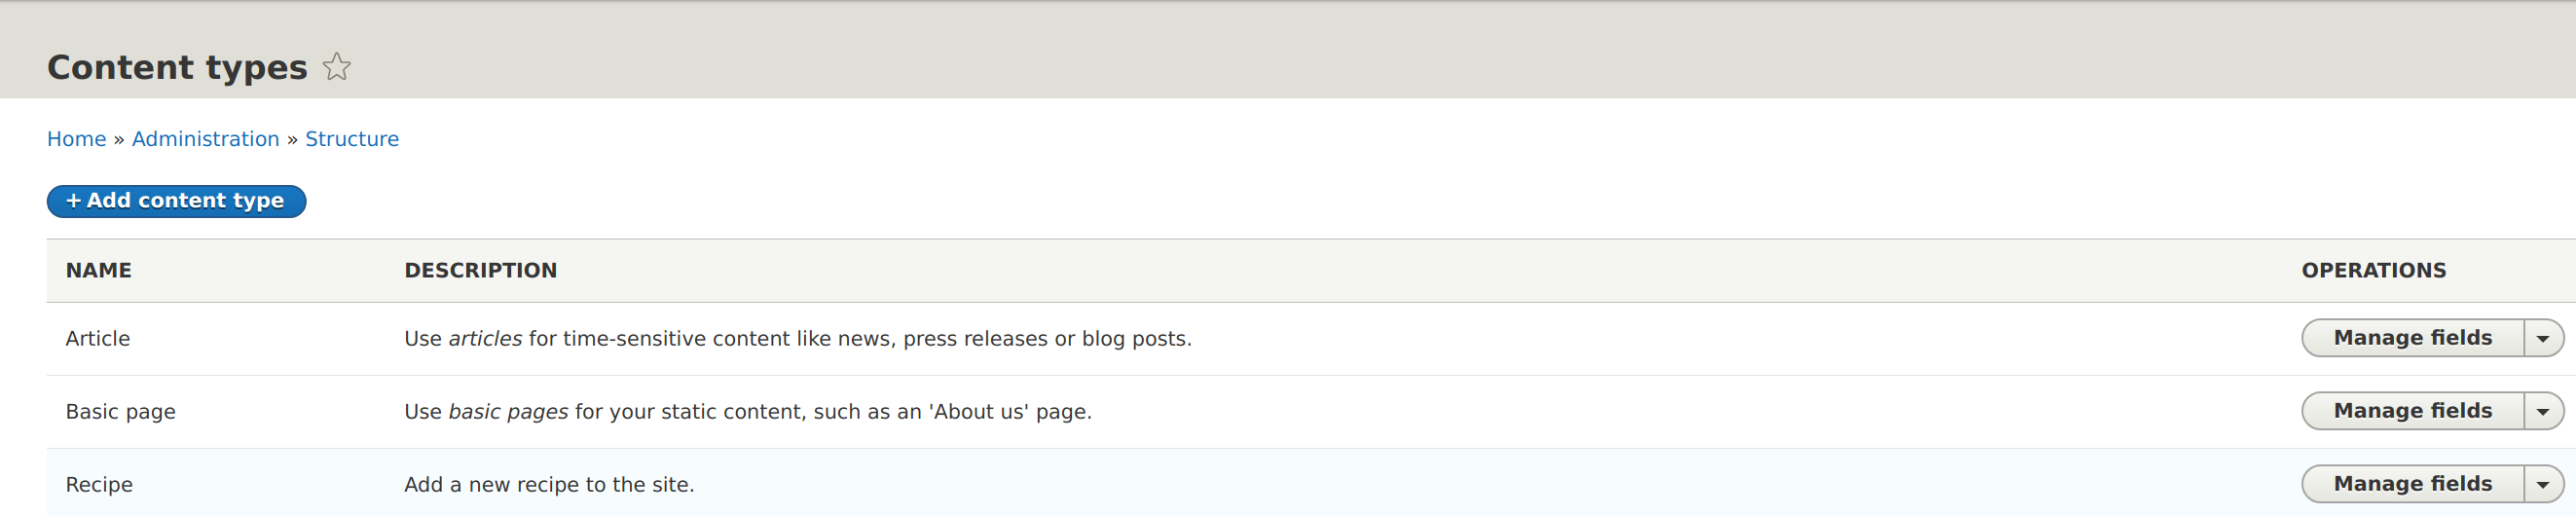 Content types
Home » Administration » Structure
+ Add content type
NAME DESCRIPTION OPERATIONS
Article Use articles for time-sensitive content like news, press releases or blog posts. Manage fields
Basic page Use basic pages for your static content, such as an 'About us' page. Manage fields
Recipe Add a new recipe to the site. Manage fields